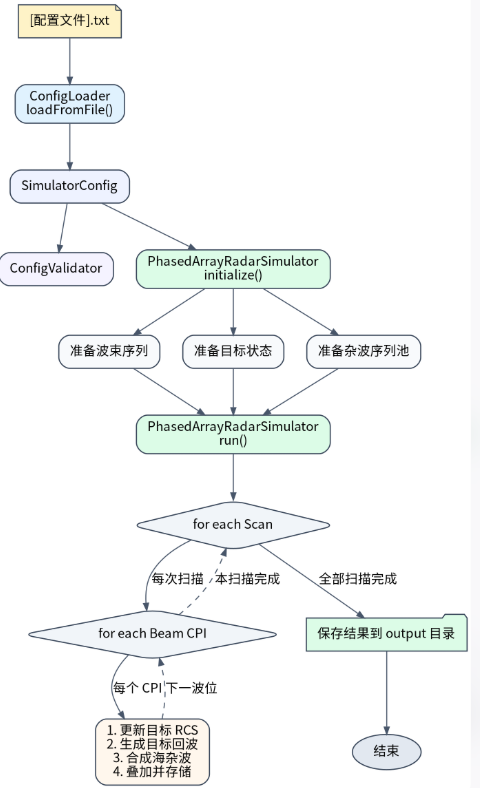 [配置文件].txt
ConfigLoader
loadFromFile()
SimulatorConfig
ConfigValidator
PhasedArrayRadarSimulator
initialize()
准备波束序列
准备目标状态
准备杂波序列池
PhasedArrayRadarSimulator
run()
for each Scan
每次扫描
本扫描完成
全部扫描完成
for each Beam CPI
保存结果到 output 目录
每个 CPI
下一波位
1. 更新目标 RCS
2. 生成目标回波
3. 合成海杂波
4. 叠加并存储
结束